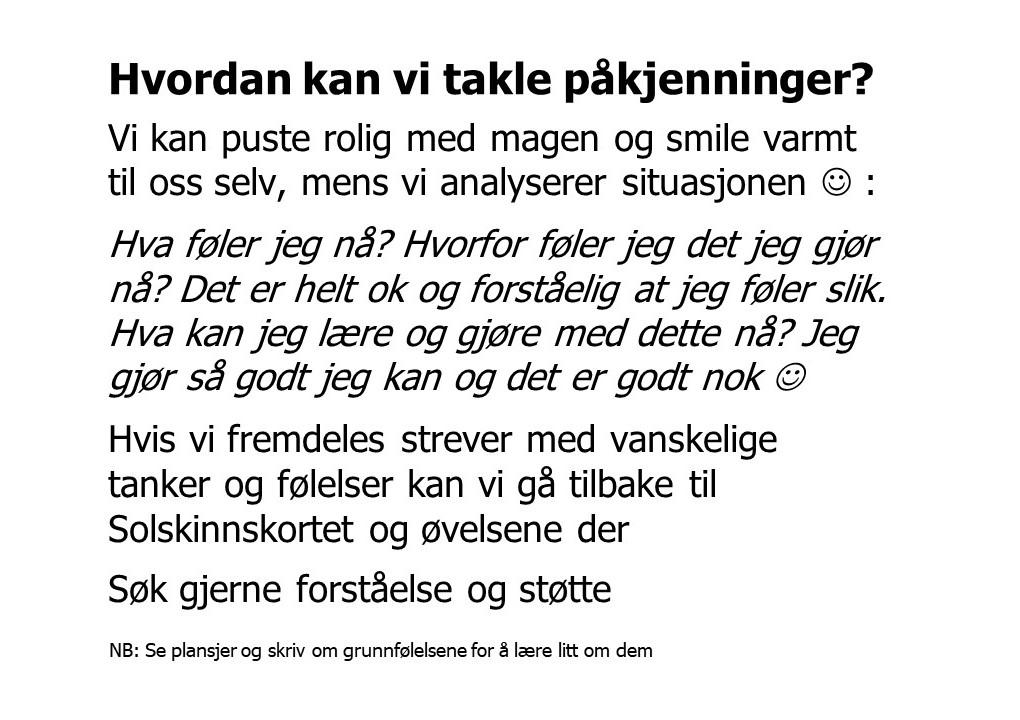 Hvordan kan vi takle påkjenninger?
Vi kan puste rolig med magen og smile varmt
til oss selv, mens vi analyserer situasjonen ☺ :
Hva føler jeg nå? Hvorfor føler jeg det jeg gjør
nå? Det er helt ok og forståelig at jeg føler slik.
Hva kan jeg lære og gjøre med dette nå? Jeg
gjør så godt jeg kan og det er godt nok ☺
Hvis vi fremdeles strever med vanskelige
tanker og følelser kan vi gå tilbake til
Solskinnskortet og øvelsene der
Søk gjerne forståelse og støtte
NB: Se plansjer og skriv om grunnfølelsene for å lære litt om dem